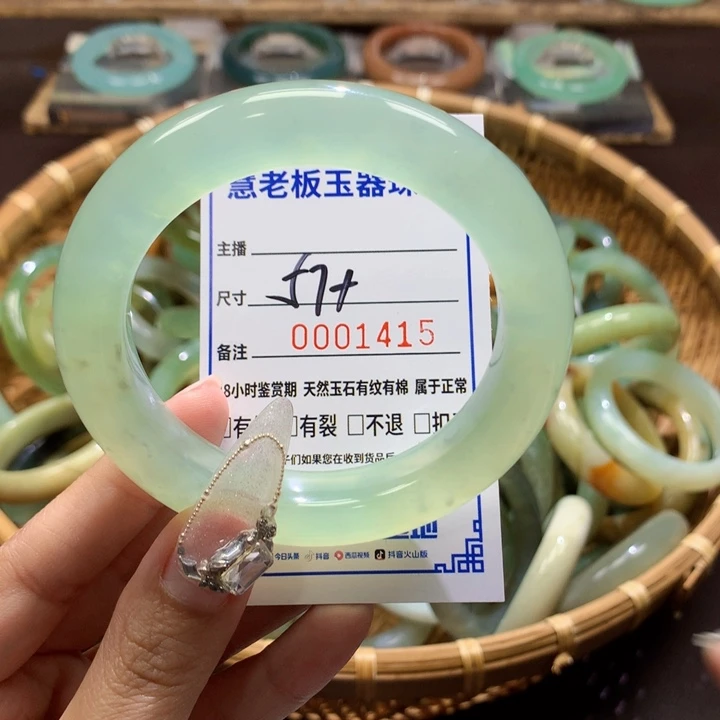 慧老板玉器珠
主播
尺寸 57+
备注 0001415
8小时鉴赏期 天然玉石有纹有棉 属于正常
□有 □有裂 □不退 □扣
们如果您在收到货品后
今日头条 抖音 西瓜视频 抖音火山版